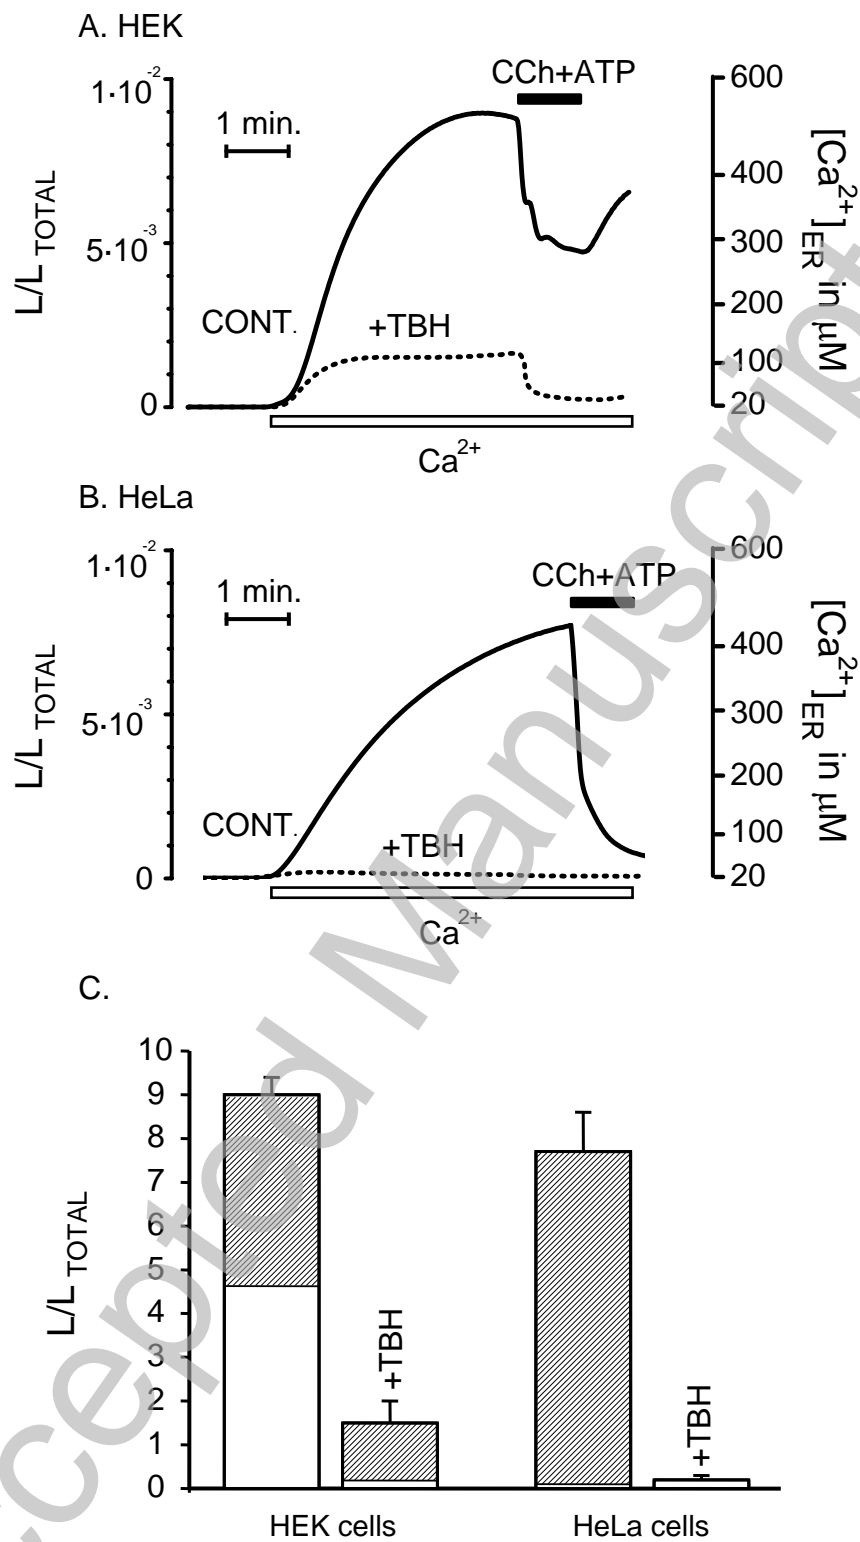 A. HEK
CCh+ATP
1·10⁻²
600
1 min.
400
5·10⁻³
300
200
CONT.
+TBH
100
0
20
L/L TOTAL
[Ca²⁺]ER in μM
Ca²⁺
B. HeLa
1·10⁻²
600
CCh+ATP
1 min.
400
5·10⁻³
300
200
CONT.
+TBH
100
0
20
L/L TOTAL
[Ca²⁺]ER in μM
Ca²⁺
C.
10
9
8
7
6
5
4
3
2
1
0
L/L TOTAL
+TBH
+TBH
HEK cells
HeLa cells
cepted Manuscript